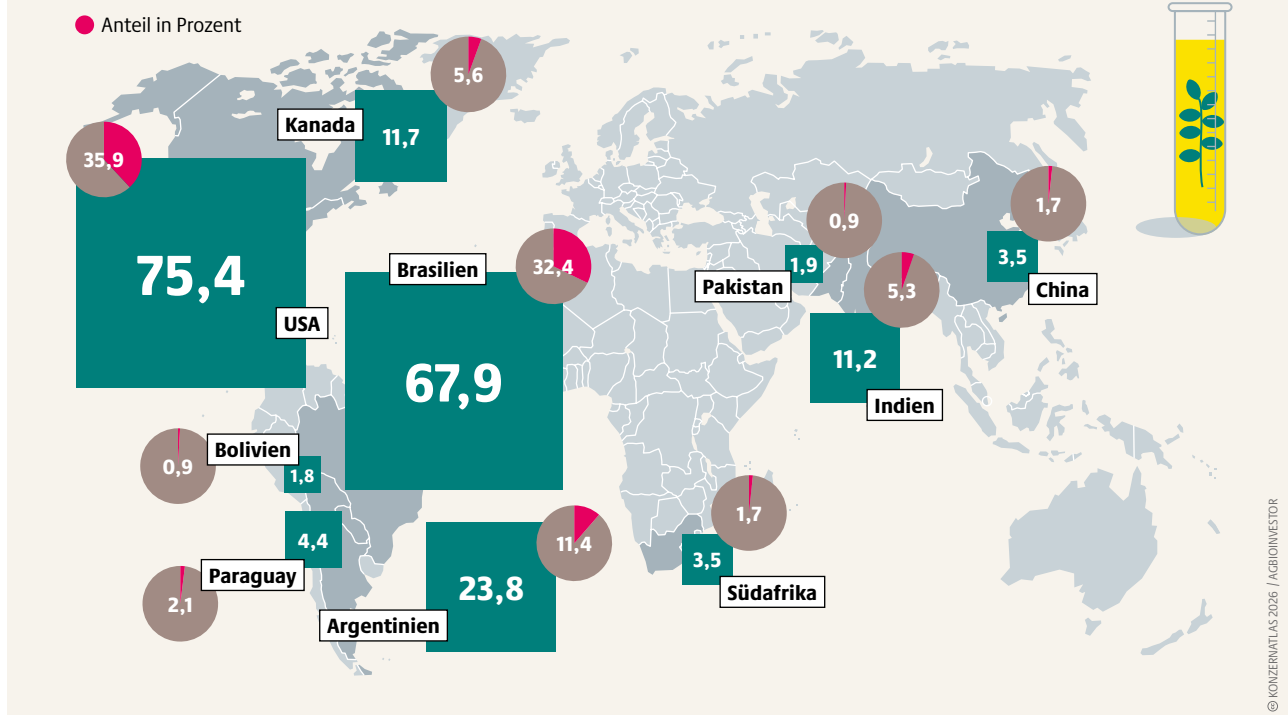 Anteil in Prozent
5,6
Kanada
11,7
35,9
75,4
USA
Brasilien
32,4
67,9
0,9
1,9
Pakistan
1,7
3,5
China
5,3
11,2
Indien
Bolivien
0,9
1,8
4,4
Paraguay
2,1
11,4
23,8
Argentinien
1,7
3,5
Südafrika
© KONZERNATLAS 2026 / AGBIOINVESTOR